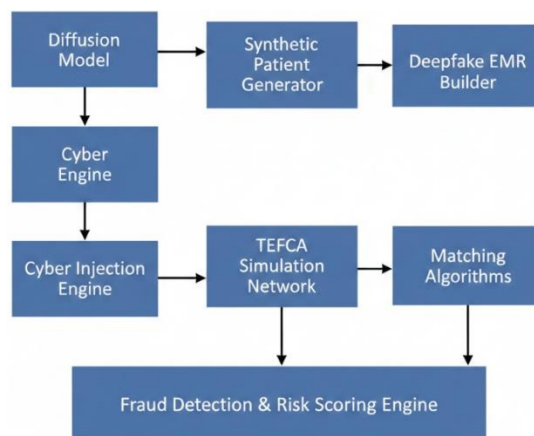 Diffusion
Model
Synthetic
Patient
Generator
Deepfake EMR
Builder
Cyber
Engine
Cyber Injection
Engine
TEFCA
Simulation
Network
Matching
Algorithms
Fraud Detection & Risk Scoring Engine